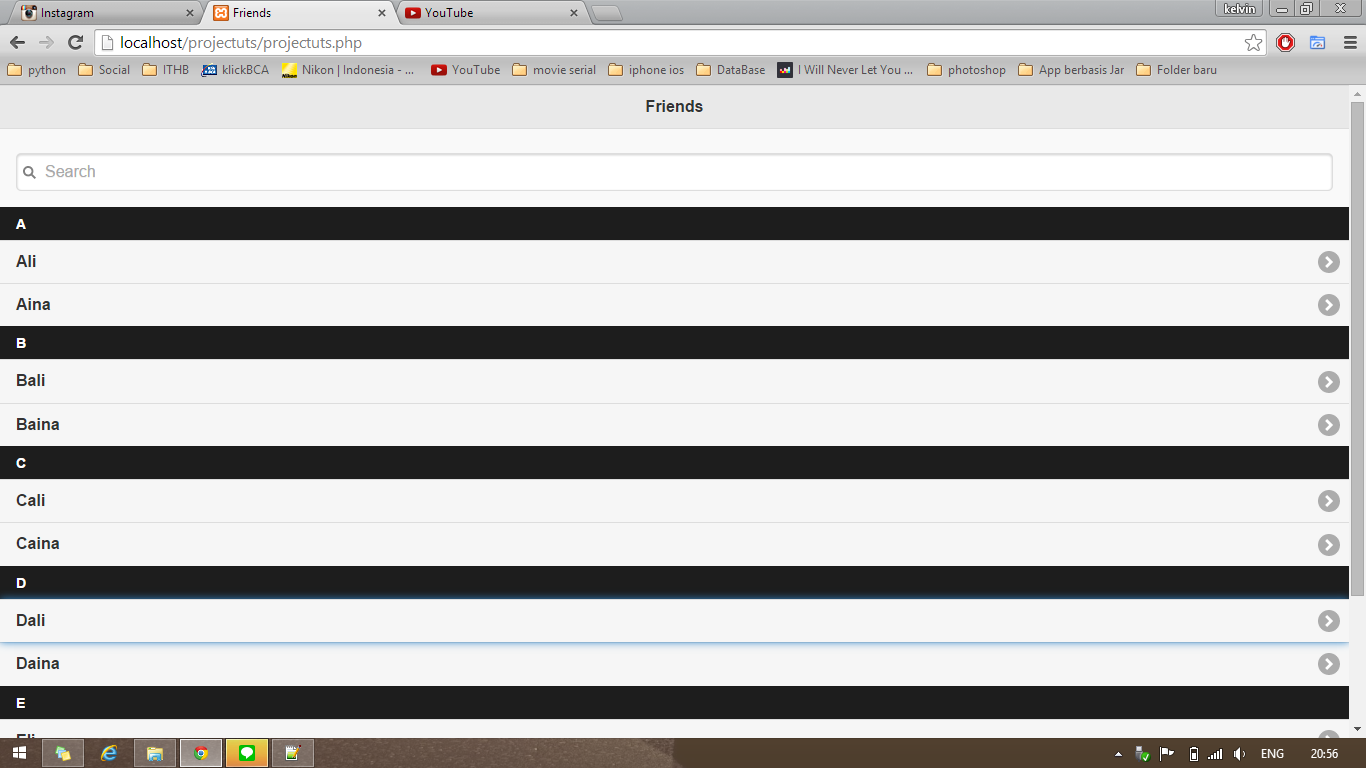 Instagram Friends YouTube kelvin
localhost/projectuts/projectuts.php
python Social ITHB klickBCA Nikon | Indonesia - ... YouTube movie serial iphone ios DataBase I Will Never Let You ... photoshop App berbasis Jar Folder baru
Friends
Search
A
Ali
Aina
B
Bali
Baina
C
Cali
Caina
D
Dali
Daina
E
ENG 20:56